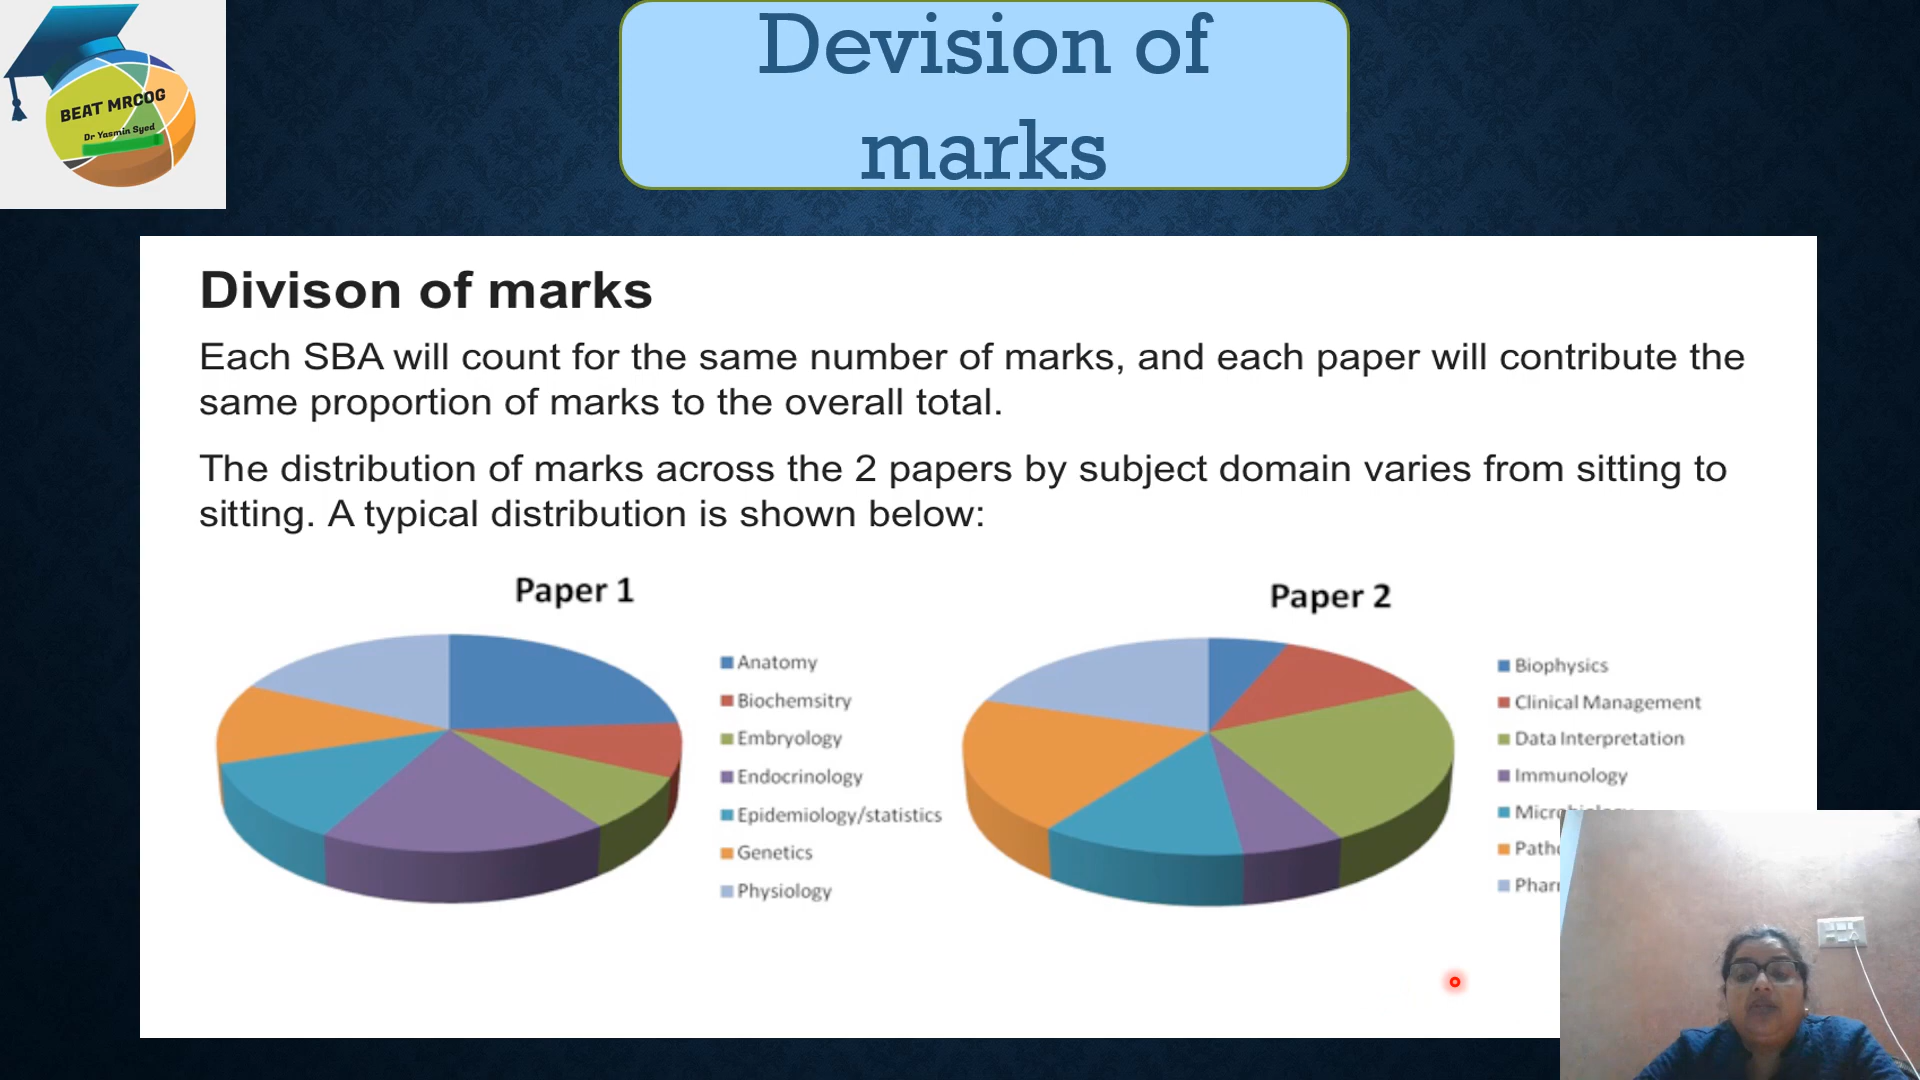 BEAT MRCOG
Dr Yasmin Syed
Devision of
marks
Divison of marks
Each SBA will count for the same number of marks, and each paper will contribute the
same proportion of marks to the overall total.
The distribution of marks across the 2 papers by subject domain varies from sitting to
sitting. A typical distribution is shown below:
Paper 1
Anatomy
Biochemsitry
Embryology
Endocrinology
Epidemiology/statistics
Genetics
Physiology
Paper 2
Biophysics
Clinical Management
Data Interpretation
Immunology